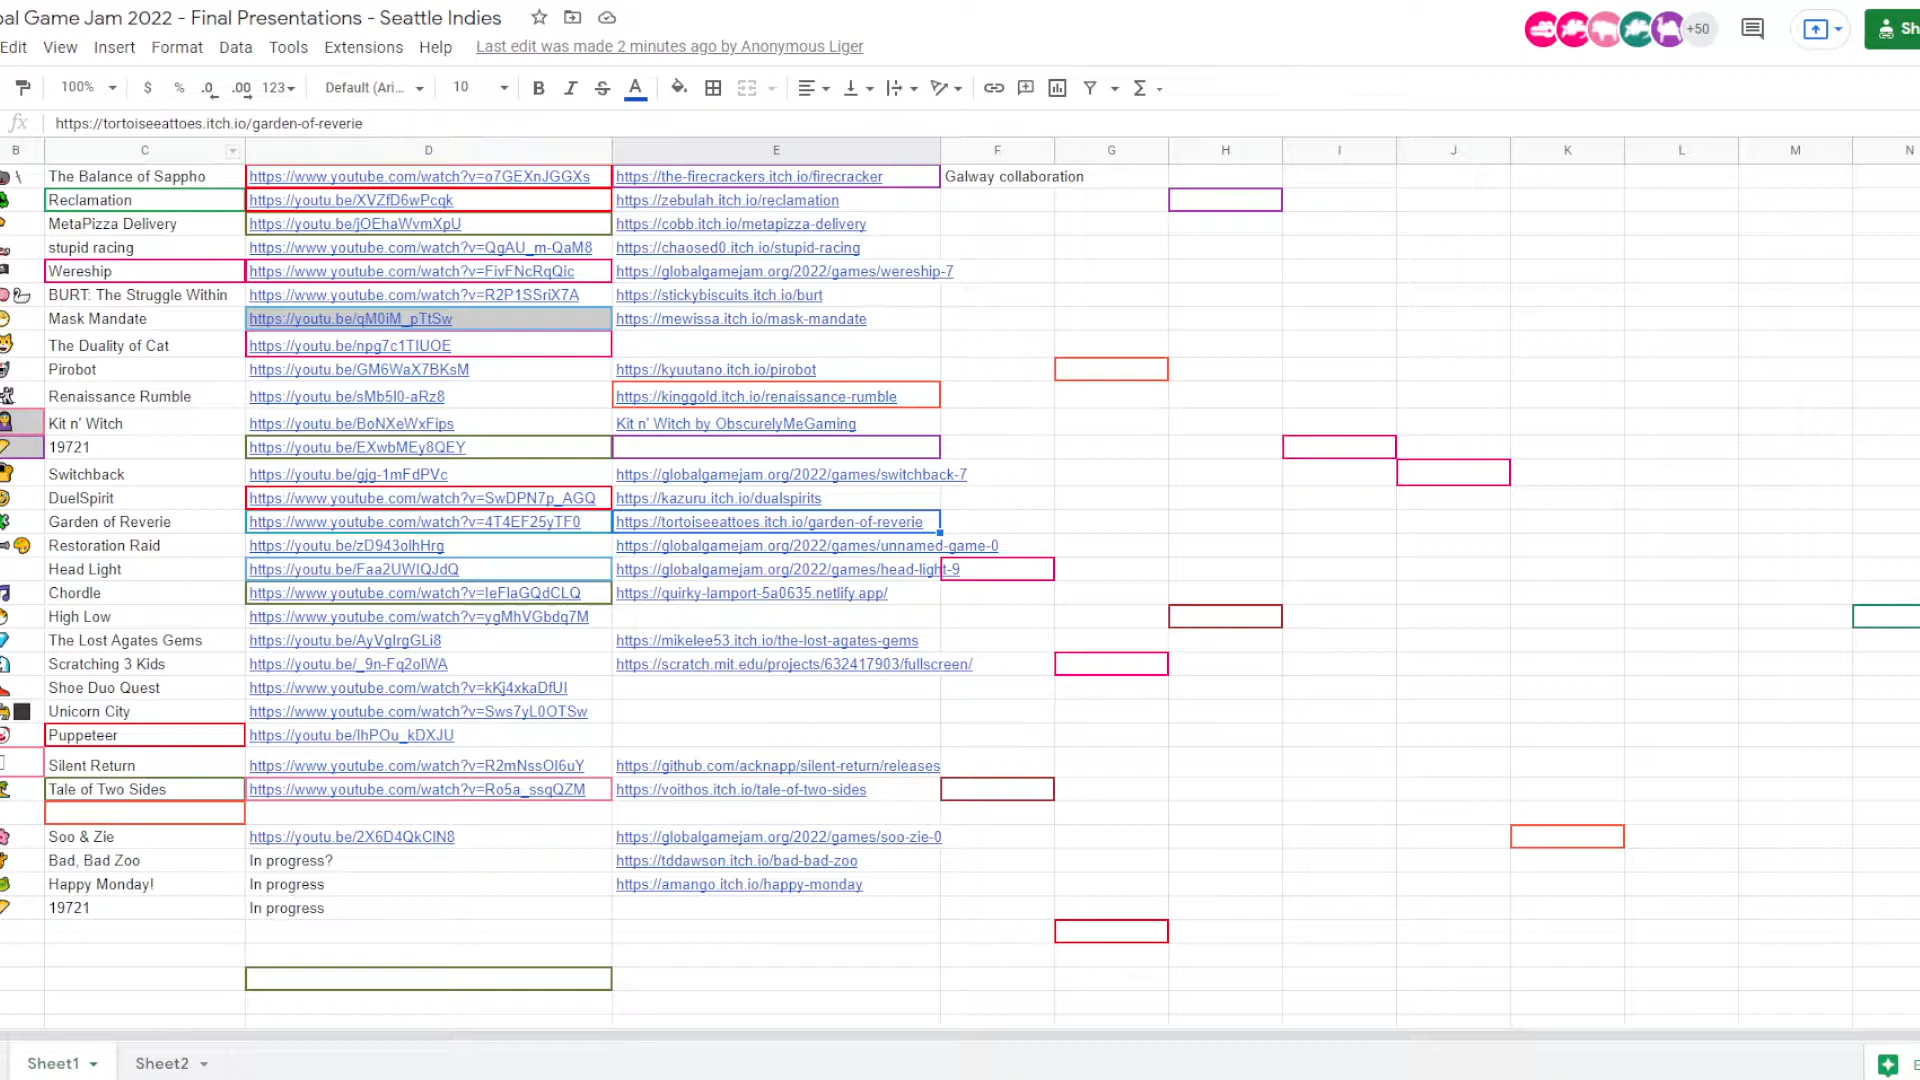 bal Game Jam 2022 - Final Presentations - Seattle Indies
Edit View Insert Format Data Tools Extensions Help Last edit was made 2 minutes ago by Anonymous Liger
+50
Sh
100% $ % .0 .00 123 Default (Ari... 10 B I S A Σ
fx https://tortoiseeattoes.itch.io/garden-of-reverie
B C D E F G H I J K L M N
The Balance of Sappho https://www.youtube.com/watch?v=o7GEXnJGGXs https://the-firecrackers.itch.io/firecracker Galway collaboration
Reclamation https://youtu.be/XVZfD6wPcqk https://zebulah.itch.io/reclamation
MetaPizza Delivery https://youtu.be/jOEhaWvmXpU https://cobb.itch.io/metapizza-delivery
stupid racing https://www.youtube.com/watch?v=QgAU_m-QaM8 https://chaosed0.itch.io/stupid-racing
Wereship https://www.youtube.com/watch?v=FivFNcRqQic https://globalgamejam.org/2022/games/wereship-7
BURT: The Struggle Within https://www.youtube.com/watch?v=R2P1SSriX7A https://stickybiscuits.itch.io/burt
Mask Mandate https://youtu.be/qM0iM_pTtSw https://mewissa.itch.io/mask-mandate
The Duality of Cat https://youtu.be/npg7c1TIUOE
Pirobot https://youtu.be/GM6WaX7BKsM https://kyuutano.itch.io/pirobot
Renaissance Rumble https://youtu.be/sMb5I0-aRz8 https://kinggold.itch.io/renaissance-rumble
Kit n' Witch https://youtu.be/BoNXeWxFips Kit n' Witch by ObscurelyMeGaming
19721 https://youtu.be/EXwbMEy8QEY
Switchback https://youtu.be/gjg-1mFdPVc https://globalgamejam.org/2022/games/switchback-7
DuelSpirit https://www.youtube.com/watch?v=SwDPN7p_AGQ https://kazuru.itch.io/dualspirits
Garden of Reverie https://www.youtube.com/watch?v=4T4EF25yTF0 https://tortoiseeattoes.itch.io/garden-of-reverie
Restoration Raid https://youtu.be/zD943olhHrg https://globalgamejam.org/2022/games/unnamed-game-0
Head Light https://youtu.be/Faa2UWIQJdQ https://globalgamejam.org/2022/games/head-light-9
Chordle https://www.youtube.com/watch?v=IeFlaGQdCLQ https://quirky-lamport-5a0635.netlify.app/
High Low https://www.youtube.com/watch?v=ygMhVGbdq7M
The Lost Agates Gems https://youtu.be/AyVgIrgGLi8 https://mikelee53.itch.io/the-lost-agates-gems
Scratching 3 Kids https://youtu.be/_9n-Fq2oIWA https://scratch.mit.edu/projects/632417903/fullscreen/
Shoe Duo Quest https://www.youtube.com/watch?v=kKj4xkaDfUI
Unicorn City https://www.youtube.com/watch?v=Sws7yL0OTSw
Puppeteer https://youtu.be/IhPOu_kDXJU
Silent Return https://www.youtube.com/watch?v=R2mNssOI6uY https://github.com/acknapp/silent-return/releases
Tale of Two Sides https://www.youtube.com/watch?v=Ro5a_ssqQZM https://voithos.itch.io/tale-of-two-sides
Soo & Zie https://youtu.be/2X6D4QkClN8 https://globalgamejam.org/2022/games/soo-zie-0
Bad, Bad Zoo In progress? https://tddawson.itch.io/bad-bad-zoo
Happy Monday! In progress https://amango.itch.io/happy-monday
19721 In progress
Sheet1 Sheet2
E